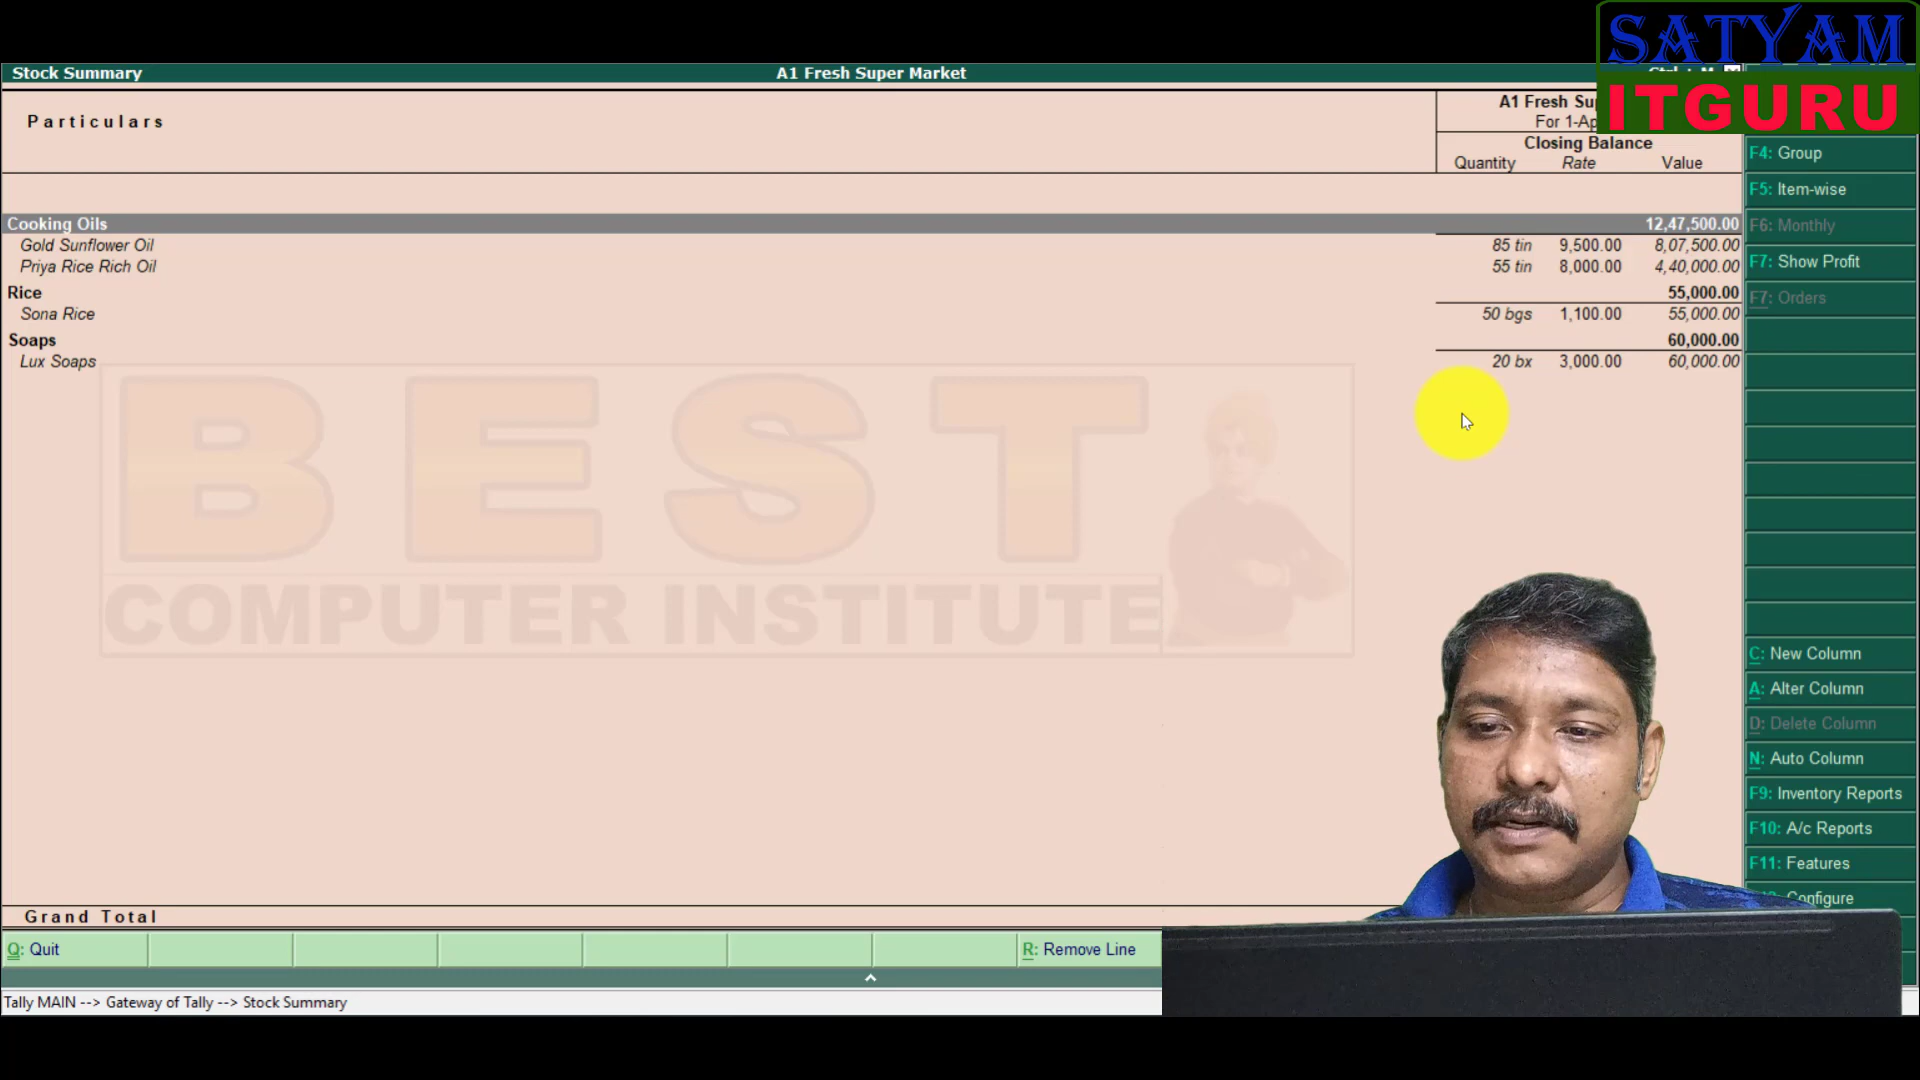 SATYAM
ITGURU
Stock Summary A1 Fresh Super Market
Particulars
A1 Fresh
Closing Balance
Quantity Rate Value
Cooking Oils 12,47,500.00
Gold Sunflower Oil 85 tin 9,500.00 8,07,500.00
Priya Rice Rich Oil 55 tin 8,000.00 4,40,000.00
Rice 55,000.00
Sona Rice 50 bgs 1,100.00 55,000.00
Soaps 60,000.00
Lux Soaps 20 bx 3,000.00 60,000.00
BEST
COMPUTER INSTITUTE
Grand Total
Q: Quit R: Remove Line
Tally MAIN --> Gateway of Tally --> Stock Summary
F4: Group
F5: Item-wise
F6: Monthly
F7: Show Profit
F7: Orders
C: New Column
A: Alter Column
D: Delete Column
N: Auto Column
F9: Inventory Reports
F10: A/c Reports
F11: Features
Configure